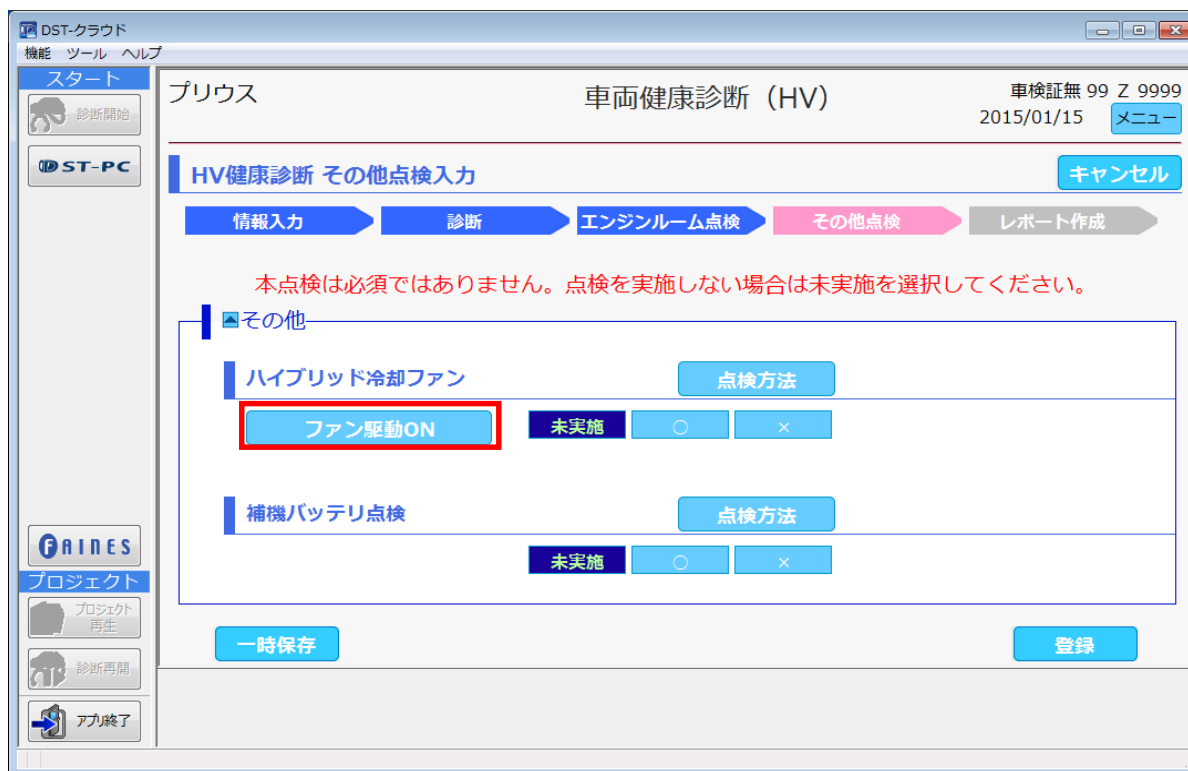 DST-クラウド
機能 ツール ヘルプ
スタート
診断開始
DST-PC
FAINES
プロジェクト
プロジェクト
再生
診断再開
アプリ終了
プリウス
車両健康診断（HV）
車検証無 99 Z 9999
2015/01/15 メニュー
HV健康診断 その他点検入力
キャンセル
情報入力 診断 エンジンルーム点検 その他点検 レポート作成
本点検は必須ではありません。点検を実施しない場合は未実施を選択してください。
その他
ハイブリッド冷却ファン 点検方法
ファン駆動ON 未実施 ○ ×
補機バッテリ点検 点検方法
未実施 ○ ×
一時保存 登録